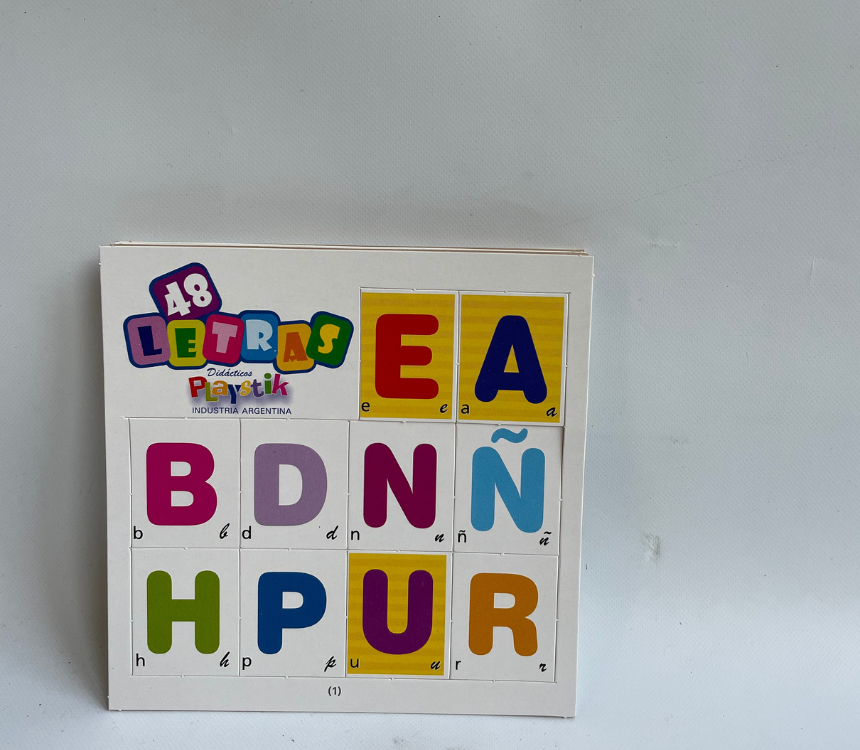 48
LETRAS
Didácticos
Playstik
INDUSTRIA ARGENTINA
E A
e e a a
B D N Ñ
b b d d n n ñ ñ
H P U R
h h p p u u r r
(1)